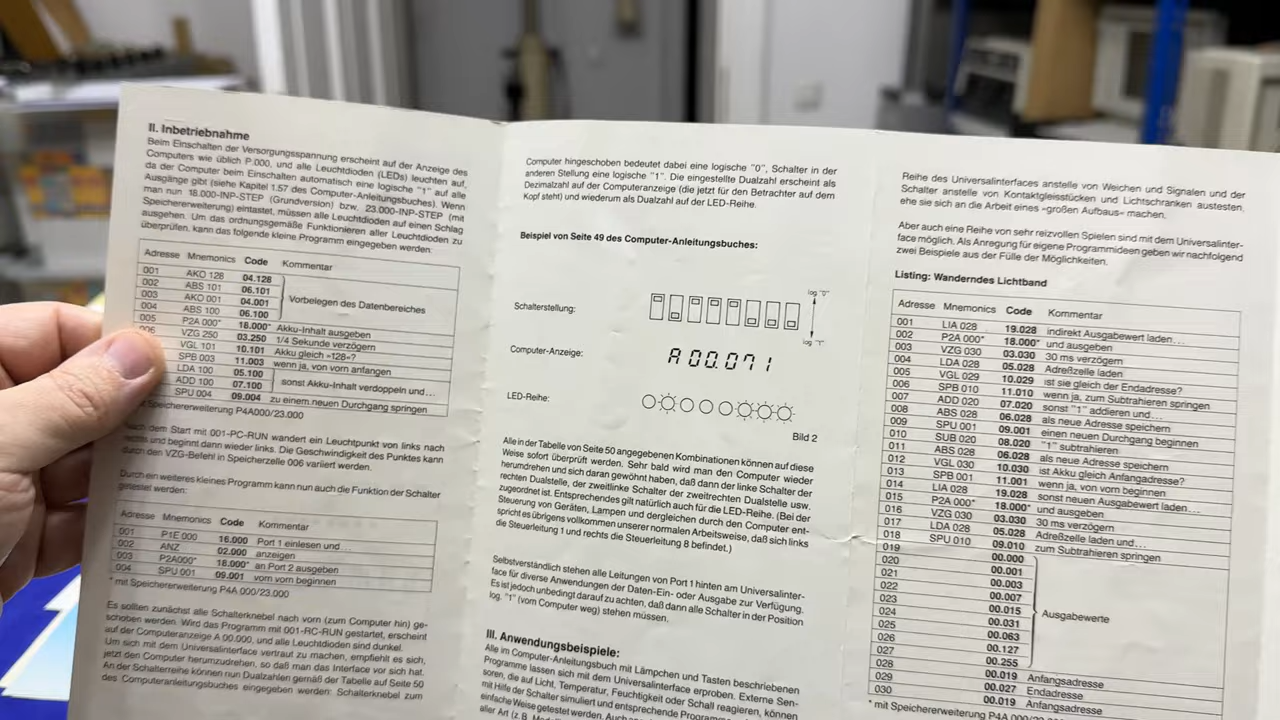 II. Inbetriebnahme
Beim Einschalten der Versorgungsspannung erscheint auf der Anzeige des
Computers wie üblich P 000, und alle Leuchtdioden (LEDs) leuchten auf,
da der Computer beim Einschalten automatisch eine logische "1" auf alle
Ausgänge gibt (siehe Kapitel 1.57 des Computer-Anleitungsbuches). Wenn
man nun 18.000-INP-STEP (Grundversion) bzw. 23.000-INP-STEP (mit
Speichererweiterung) eintastet, müssen alle Leuchtdioden auf einen Schlag
ausgehen. Um das ordnungsgemäße Funktionieren aller Leuchtdioden zu
überprüfen, kann das folgende kleine Programm eingegeben werden:
Adresse Mnemonics Code Kommentar
001 AKO 128 04.128
002 ABS 101 06.101
003 AKO 001 04.001
004 ABS 100 06.100
Vorbelegen des Datenbereiches
005 P2A 000* 18.000* Akku-Inhalt ausgeben
006 VZG 250 03.250 1/4 Sekunde verzögern
VGL 101 10.101 Akku gleich »128«?
SPB 003 11.003 wenn ja, von vorn anfangen
LDA 100 05.100
ADD 100 07.100
sonst Akku-Inhalt verdoppeln und...
SPU 004 09.004 zu einem neuen Durchgang springen
Speichererweiterung P4A000/23.000
dem Start mit 001-PC-RUN wandert ein Leuchtpunkt von links nach
rechts und beginnt dann wieder links. Die Geschwindigkeit des Punktes kann
durch den VZG-Befehl in Speicherzelle 006 variiert werden.
Durch ein weiteres kleines Programm kann nun auch die Funktion der Schalter
getestet werden:
Adresse Mnemonics Code Kommentar
001 P1E 000 16.000 Port 1 einlesen und...
002 ANZ 02.000 anzeigen
003 P2A000* 18.000* an Port 2 ausgeben
004 SPU 001 09.001 vorn vorn beginnen
* mit Speichererweiterung P4A 000/23.000
Es sollten zunächst alle Schalterknebel nach vorn (zum Computer hin) ge-
schoben werden. Wird das Programm mit 001-RC-RUN gestartet, erscheint
auf der Computeranzeige A 00.000, und alle Leuchtdioden sind dunkel.
Um sich mit dem Universalinterface vertraut zu machen, empfiehlt es sich,
jetzt den Computer herumzudrehen, so daß man das Interface vor sich hat.
An der Schalterreihe können nun Dualzahlen gemäß der Tabelle auf Seite 50
des Computeranleitungsbuches eingegeben werden: Schalterknebel zum
Computer hingeschoben bedeutet dabei eine logische "0", Schalter in der
anderen Stellung eine logische "1". Die eingestellte Dualzahl erscheint als
Dezimalzahl auf der Computeranzeige (die jetzt für den Betrachter auf dem
Kopf steht) und wiederum als Dualzahl auf der LED-Reihe.
Beispiel von Seite 49 des Computer-Anleitungsbuches:
log. "0"
Schalterstellung:
log. "1"
Computer-Anzeige: A 00.071
LED-Reihe:
Bild 2
Alle in der Tabelle von Seite 50 angegebenen Kombinationen können auf diese
Weise sofort überprüft werden. Sehr bald wird man den Computer wieder
herumdrehen und sich daran gewöhnt haben, daß dann der linke Schalter der
rechten Dualstelle, der zweitlinke Schalter der zweitrechten Dualstelle usw.
zugeordnet ist. Entsprechendes gilt natürlich auch für die LED-Reihe. (Bei der
Steuerung von Geräten, Lampen und dergleichen durch den Computer ent-
spricht es übrigens vollkommen unserer normalen Arbeitsweise, daß sich links
die Steuerleitung 1 und rechts die Steuerleitung 8 befindet.)
Selbstverständlich stehen alle Leitungen von Port 1 hinten am Universalinter-
face für diverse Anwendungen der Daten-Ein- oder Ausgabe zur Verfügung.
Es ist jedoch unbedingt darauf zu achten, daß dann alle Schalter in der Position
log. "1" (vom Computer weg) stehen müssen.
III. Anwendungsbeispiele:
Alle im Computer-Anleitungsbuch mit Lämpchen und Tasten beschriebenen
Programme lassen sich mit dem Universalinterface erproben. Externe Sen-
soren, die auf Licht, Temperatur, Feuchtigkeit oder Schall reagieren, können
mit Hilfe der Schalter simuliert und entsprechende Programme
einfache Weise getestet werden. Auch
aller Art (z.B.
Reihe des Universalinterfaces anstelle von Weichen und Signalen und der
Schalter anstelle von Kontaktgleisstücken und Lichtschranken austesten,
ehe sie sich an die Arbeit eines »großen Aufbaus« machen.
Aber auch eine Reihe von sehr reizvollen Spielen sind mit dem Universalinter-
face möglich. Als Anregung für eigene Programmideen geben wir nachfolgend
zwei Beispiele aus der Fülle der Möglichkeiten.
Listing: Wanderndes Lichtband
Adresse Mnemonics Code Kommentar
001 LIA 028 19.028 indirekt Ausgabewert laden...
002 P2A 000* 18.000* und ausgeben
003 VZG 030 03.030 30 ms verzögern
004 LDA 028 05.028 Adreßzeile laden
005 VGL 029 10.029 ist sie gleich der Endadresse?
006 SPB 010 11.010 wenn ja, zum Subtrahieren springen
007 ADD 020 07.020 sonst "1" addieren und...
008 ABS 028 06.028 als neue Adresse speichern
009 SPU 001 09.001 einen neuen Durchgang beginnen
010 SUB 020 08.020 "1" subtrahieren
011 ABS 028 06.028 als neue Adresse speichern
012 VGL 030 10.030 ist Akku gleich Anfangadresse?
013 SPB 001 11.001 wenn ja, von vorn beginnen
014 LIA 028 19.028 sonst neuen Ausgabewert laden...
015 P2A 000* 18.000* und ausgeben
016 VZG 030 03.030 30 ms verzögern
017 LDA 028 05.028 Adreßzeile laden und...
018 SPU 010 09.010 zum Subtrahieren springen
019 00.000
020 00.001
021 00.003
022 00.007
023 00.015
024 00.031
025 00.063
026 00.127
027 00.255
Ausgabewerte
028 00.019 Anfangsadresse
029 00.027 Endadresse
030 00.019 Anfangsadresse
* mit Speichererweiterung P4A